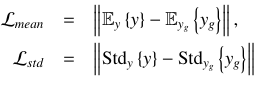 ℒ_mean = ‖𝔼_y {y} − 𝔼_{y_g} {y_g}‖,
ℒ_std = ‖Std_y {y} − Std_{y_g} {y_g}‖